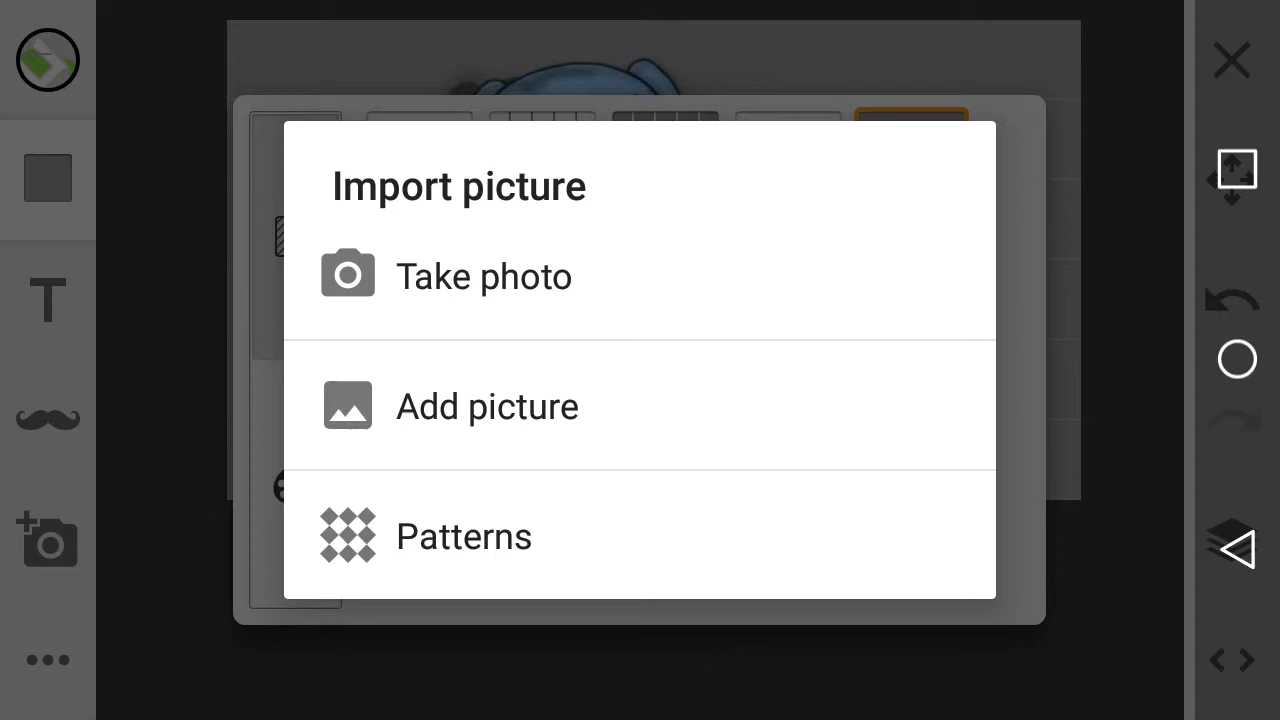 Import picture
Take photo
Add picture
T
Patterns